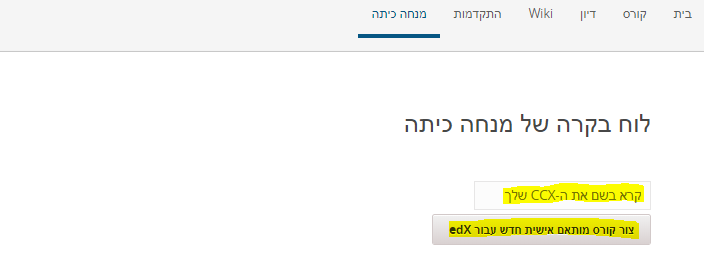 בית קורס דיון Wiki התקדמות מנחה כיתה
לוח בקרה של מנחה כיתה
קרא בשם את ה-CCX שלך
צור קורס מותאם אישית חדש עבור edX